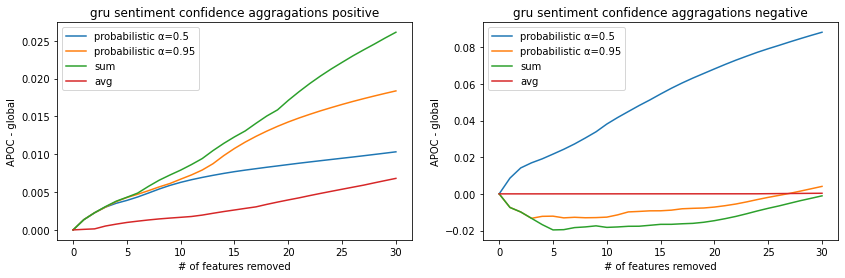 gru sentiment confidence aggragations positive
APOC - global
0.025
0.020
0.015
0.010
0.005
0.000
probabilistic α=0.5
probabilistic α=0.95
sum
avg
0 5 10 15 20 25 30
# of features removed
gru sentiment confidence aggragations negative
APOC - global
0.08
0.06
0.04
0.02
0.00
−0.02
probabilistic α=0.5
probabilistic α=0.95
sum
avg
0 5 10 15 20 25 30
# of features removed